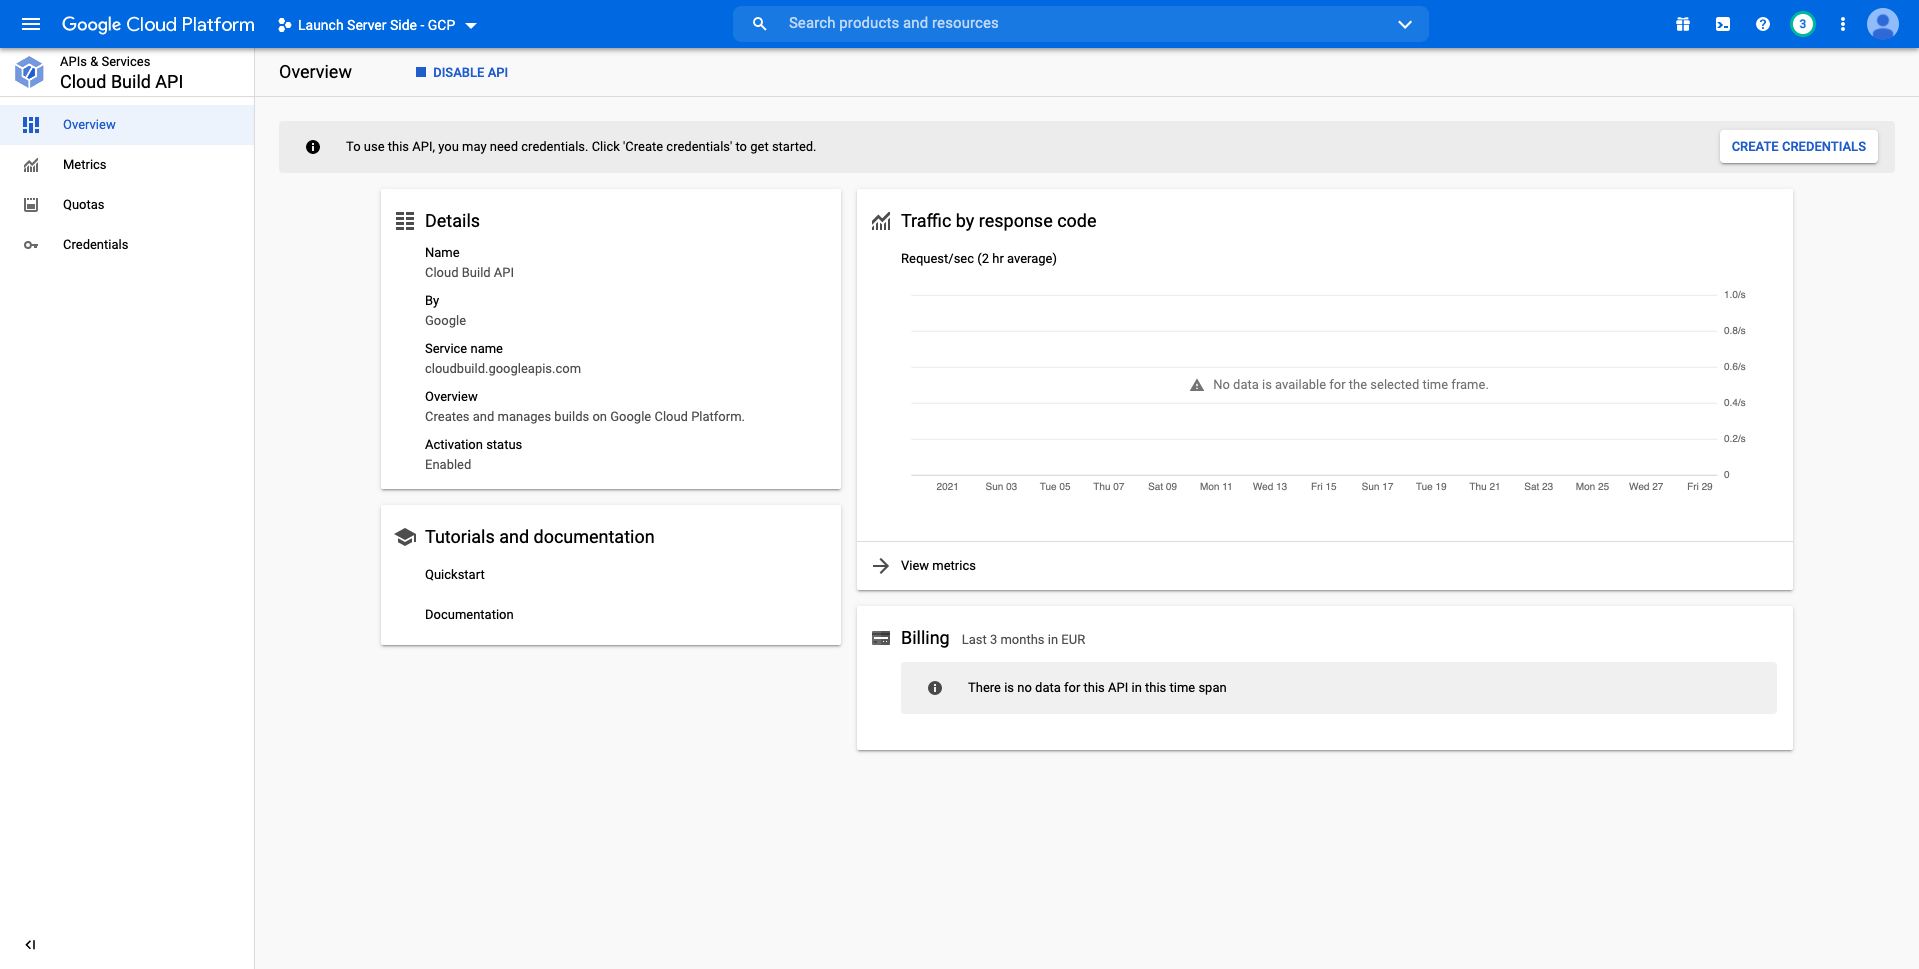 Google Cloud Platform
Launch Server Side - GCP
Search products and resources
3
APIs & Services
Cloud Build API
Overview
DISABLE API
Overview
Metrics
Quotas
Credentials
To use this API, you may need credentials. Click 'Create credentials' to get started.
CREATE CREDENTIALS
Details
Name
Cloud Build API
By
Google
Service name
cloudbuild.googleapis.com
Overview
Creates and manages builds on Google Cloud Platform.
Activation status
Enabled
Tutorials and documentation
Quickstart
Documentation
Traffic by response code
Request/sec (2 hr average)
1.0/s
0.8/s
0.6/s
No data is available for the selected time frame.
0.4/s
0.2/s
0
2021 Sun 03 Tue 05 Thu 07 Sat 09 Mon 11 Wed 13 Fri 15 Sun 17 Tue 19 Thu 21 Sat 23 Mon 25 Wed 27 Fri 29
View metrics
Billing Last 3 months in EUR
There is no data for this API in this time span